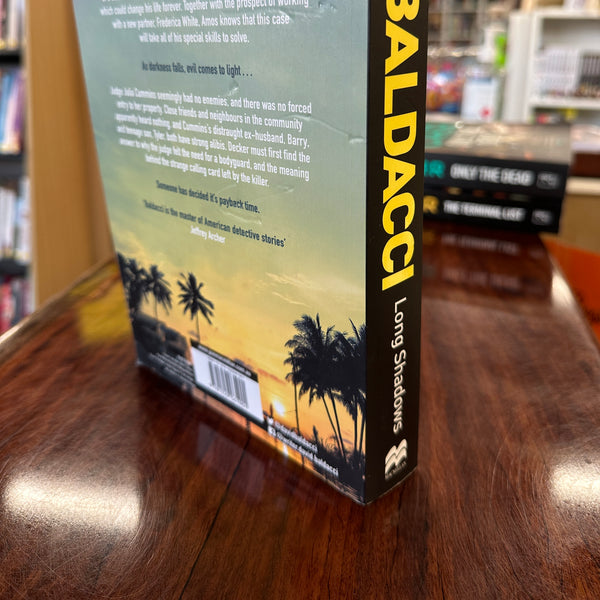 which could change his life forever. Together with the prospect of working
with a new partner, Frederica White, Amos knows that this case
will take all of his special skills to solve.
As darkness falls, evil comes to light . . .
Judge Julia Cummins seemingly had no enemies, and there was no forced
entry to her property. Close friends and neighbours in the community
apparently heard nothing, and Cummins's distraught ex-husband, Barry,
and teenage son, Tyler, both have strong alibis. Decker must first find the
answer to why the judge felt the need for a bodyguard, and the meaning
behind the strange calling card left by the killer.
Someone has decided it's payback time.
'Baldacci is the master of American detective stories'
Jeffrey Archer
@davidbaldacci
/writer.david.baldacci
BALDACCI
Long Shadows
ONLY THE DEAD
THE TERMINAL LIST